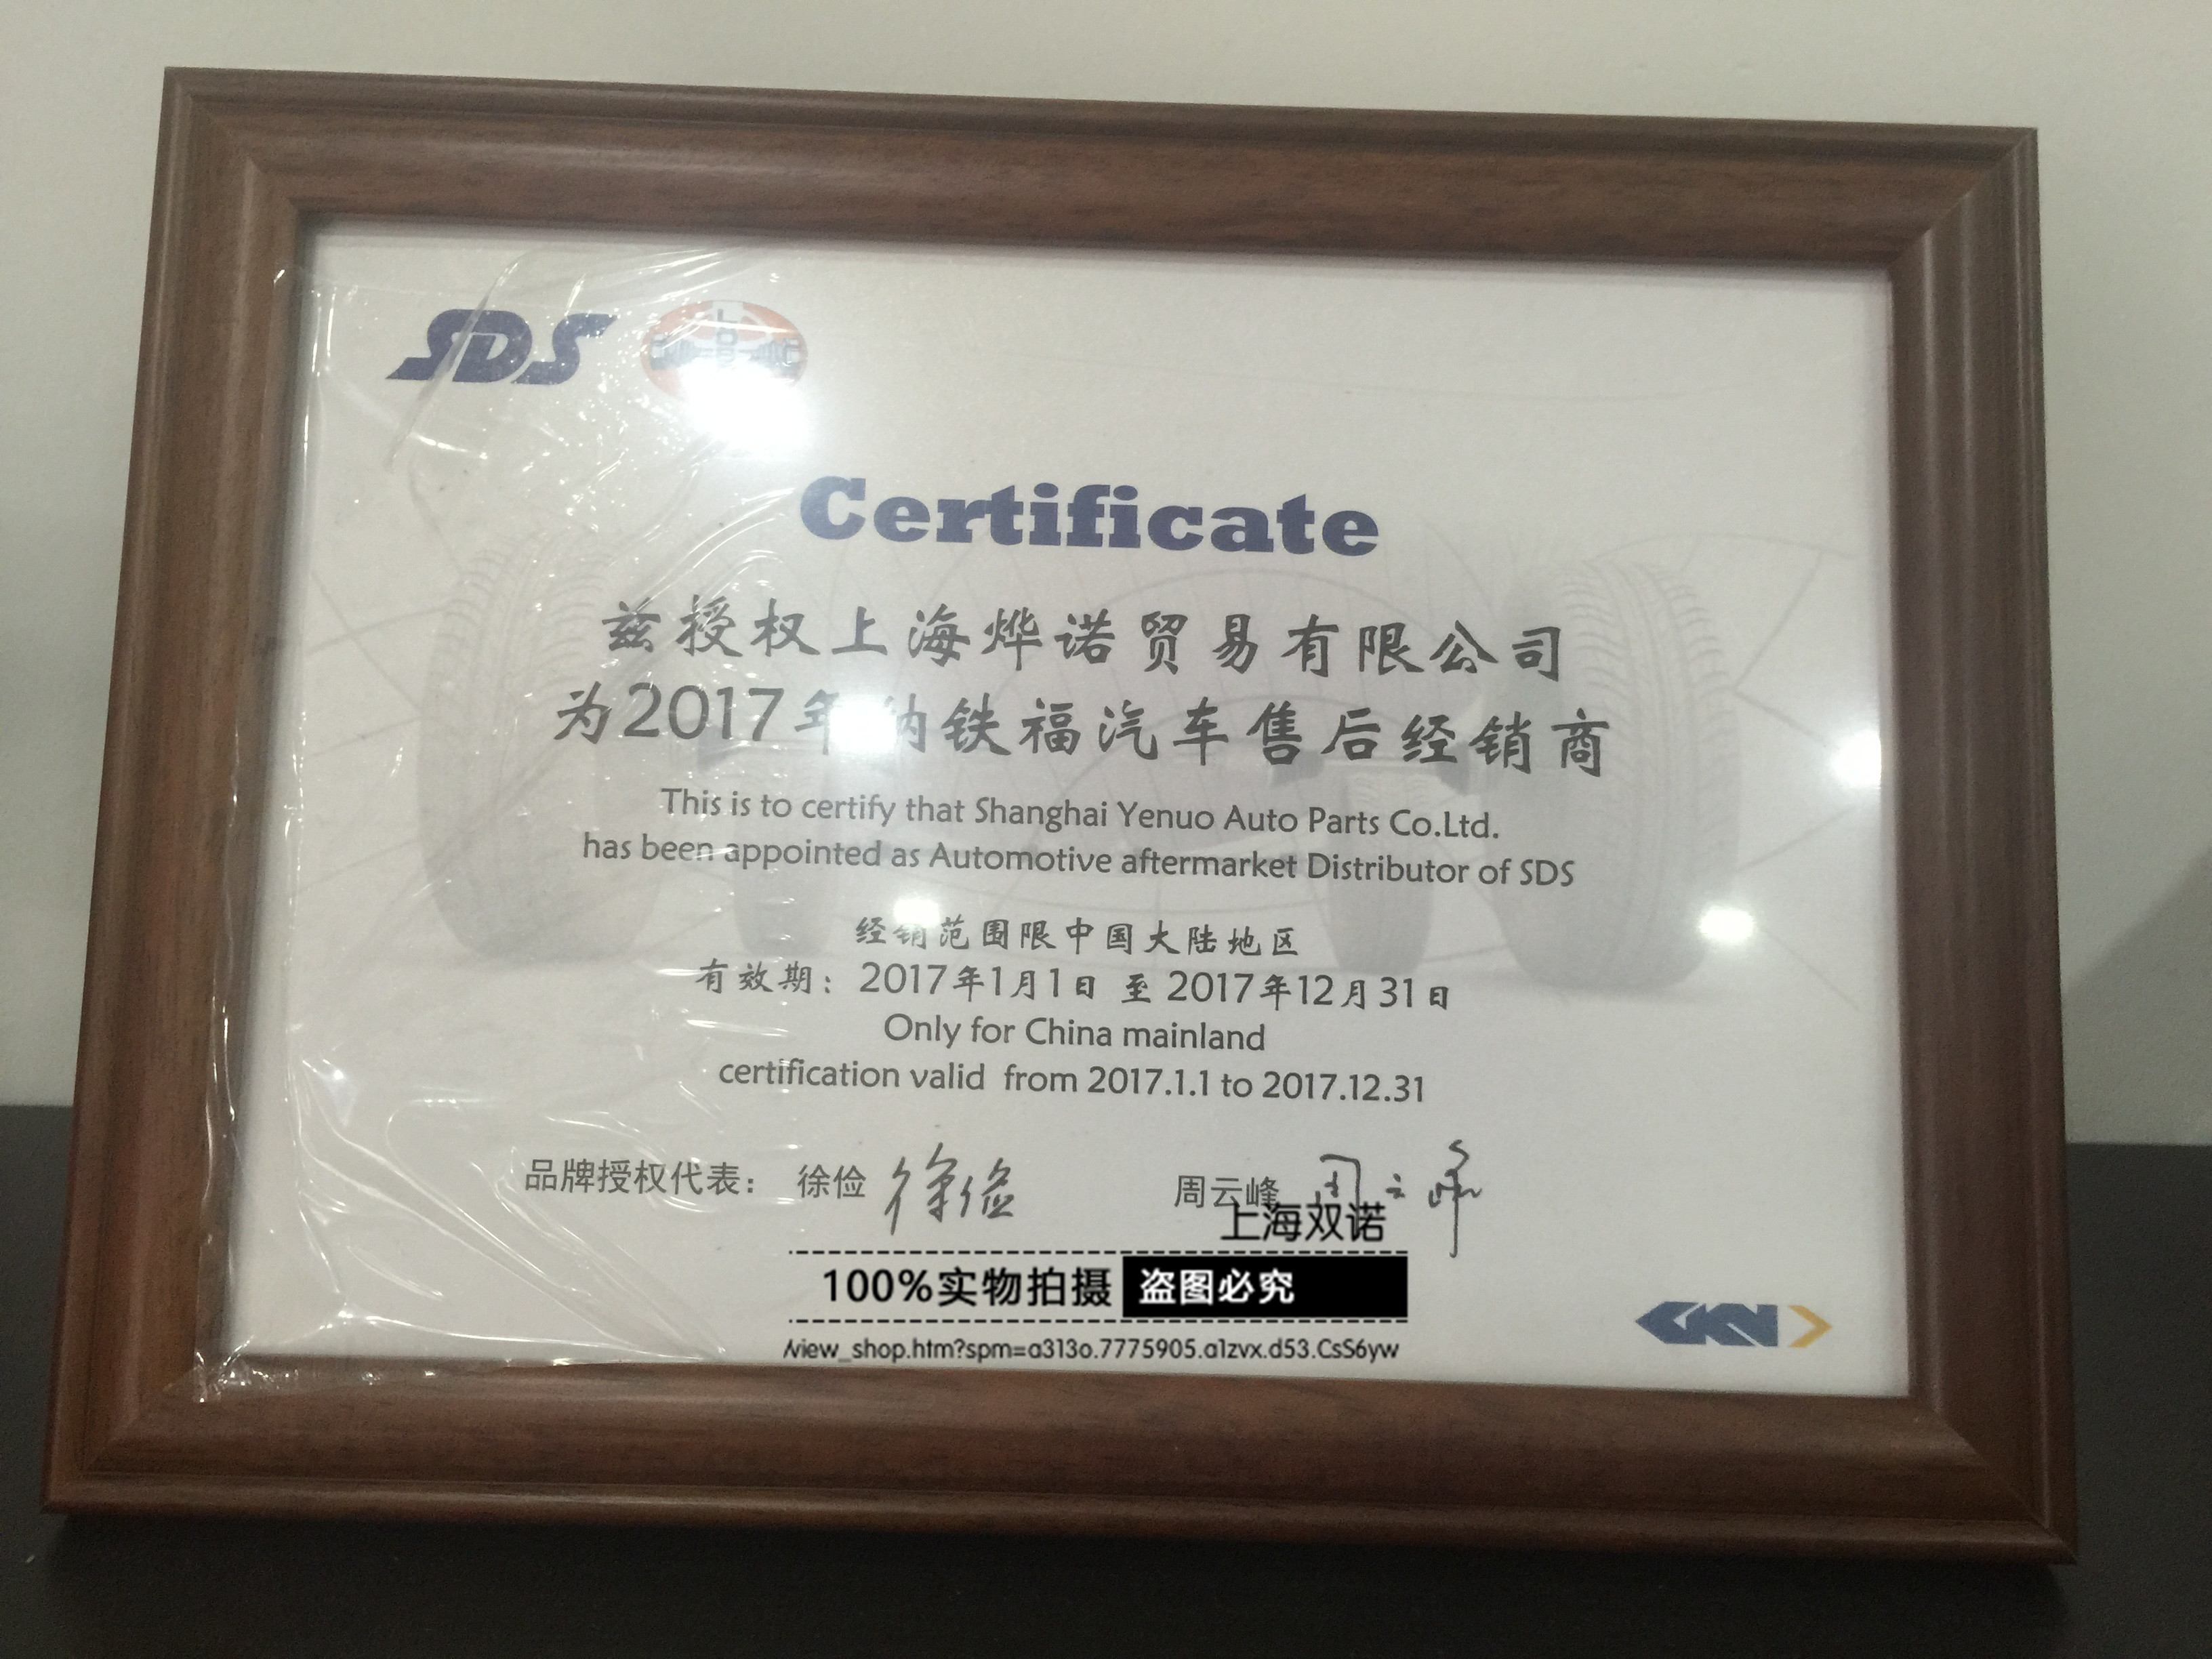 SDS
Certificate
兹授权上海烨诺贸易有限公司
为2017年纳铁福汽车售后经销商
This is to certify that Shanghai Yenuo Auto Parts Co.Ltd.
has been appointed as Automotive aftermarket Distributor of SDS
经销范围限中国大陆地区
有效期：2017年1月1日 至 2017年12月31日
Only for China mainland
certification valid from 2017.1.1 to 2017.12.31
品牌授权代表： 徐俭 徐俭 周云峰 周云峰
上海双诺
100%实物拍摄 盗图必究
/view_shop.htm?spm=a313o.7775905.a1zvx.d53.CsS6yw
GKN